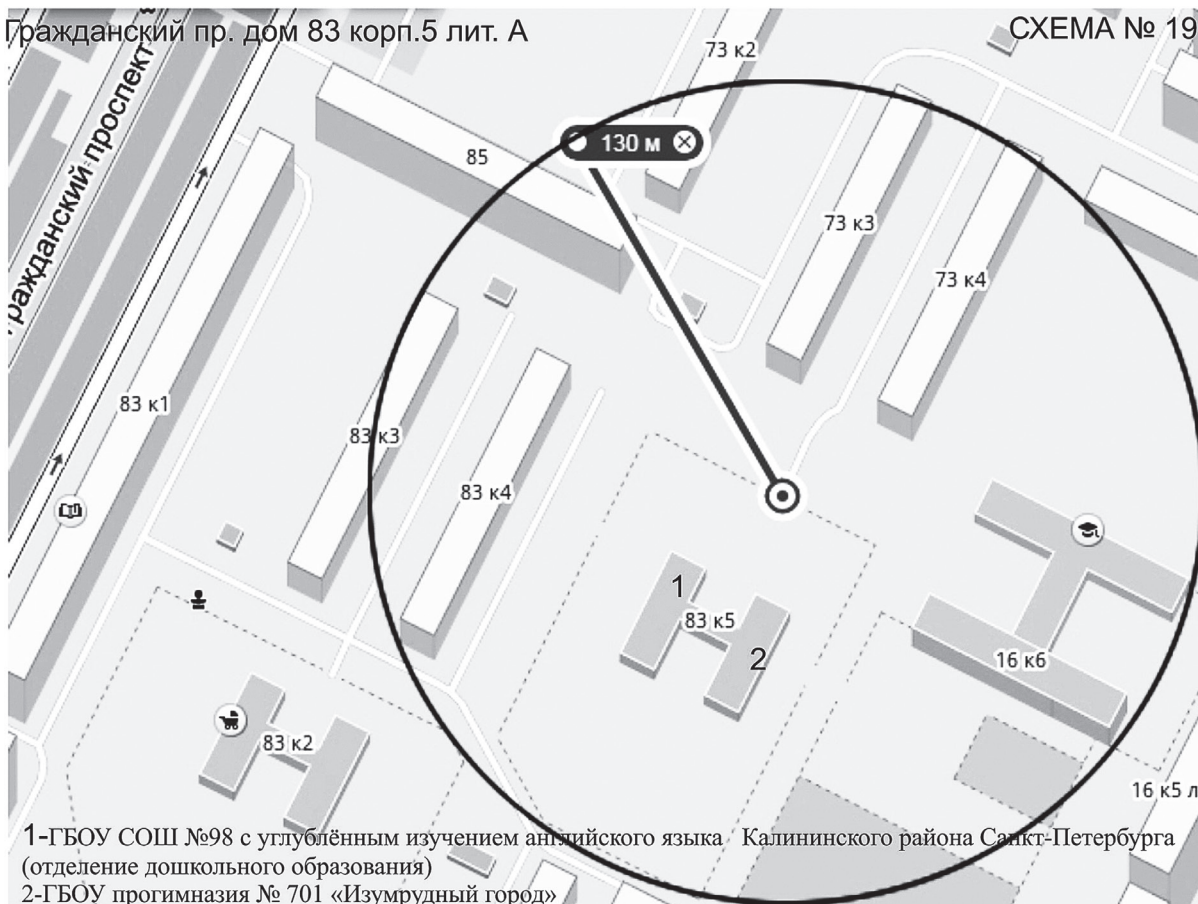 Гражданский пр. дом 83 корп.5 лит. А
СХЕМА № 19
Гражданский проспект
73 к2
130 м
85
73 к3
73 к4
83 к1
83 к3
83 к4
1
83 к5
2
16 к6
83 к2
16 к5 л
1-ГБОУ СОШ №98 с углублённым изучением английского языка Калининского района Санкт-Петербурга
(отделение дошкольного образования)
2-ГБОУ прогимназия № 701 «Изумрудный город»